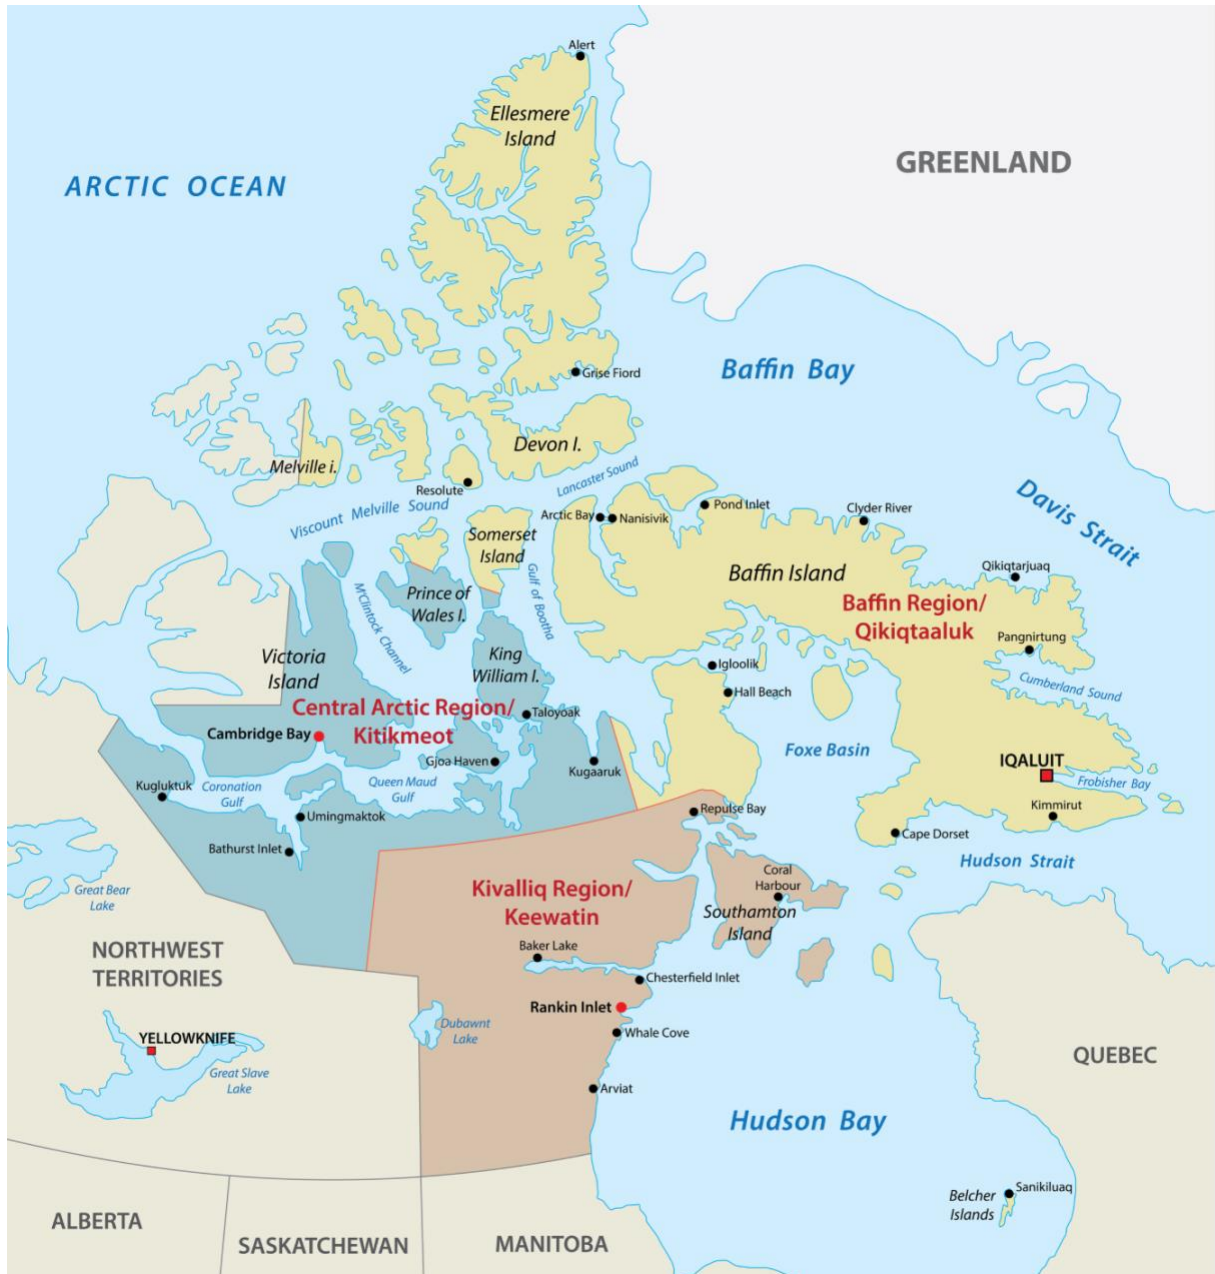 Alert
Ellesmere
Island
GREENLAND
ARCTIC OCEAN
Baffin Bay
Grise Fiord
Devon I.
Melville i.
Resolute
Lancaster Sound
Viscount Melville Sound
Arctic Bay
Nanisivik
Pond Inlet
Clyder River
Davis Strait
Somerset
Island
Gulf of Bootha
Baffin Island
Qikiqtarjuaq
Prince of
Wales I.
M'Clintock Channel
Baffin Region/
Qikiqtaaluk
Pangnirtung
Victoria
Island
King
William I.
Igloolik
Hall Beach
Cumberland Sound
Central Arctic Region/
Kitikmeot
Taloyoak
Cambridge Bay
Gjoa Haven
Kugaaruk
Foxe Basin
IQALUIT
Frobisher Bay
Kugluktuk
Coronation
Gulf
Queen Maud
Gulf
Umingmaktok
Repulse Bay
Kimmirut
Cape Dorset
Bathurst Inlet
Hudson Strait
Great Bear
Lake
Kivalliq Region/
Keewatin
Coral
Harbour
Southamton
Island
NORTHWEST
TERRITORIES
Baker Lake
Chesterfield Inlet
Rankin Inlet
Dubawnt
Lake
Whale Cove
YELLOWKNIFE
Great Slave
Lake
QUEBEC
Arviat
Hudson Bay
Sanikiluaq
Belcher
Islands
ALBERTA
SASKATCHEWAN
MANITOBA